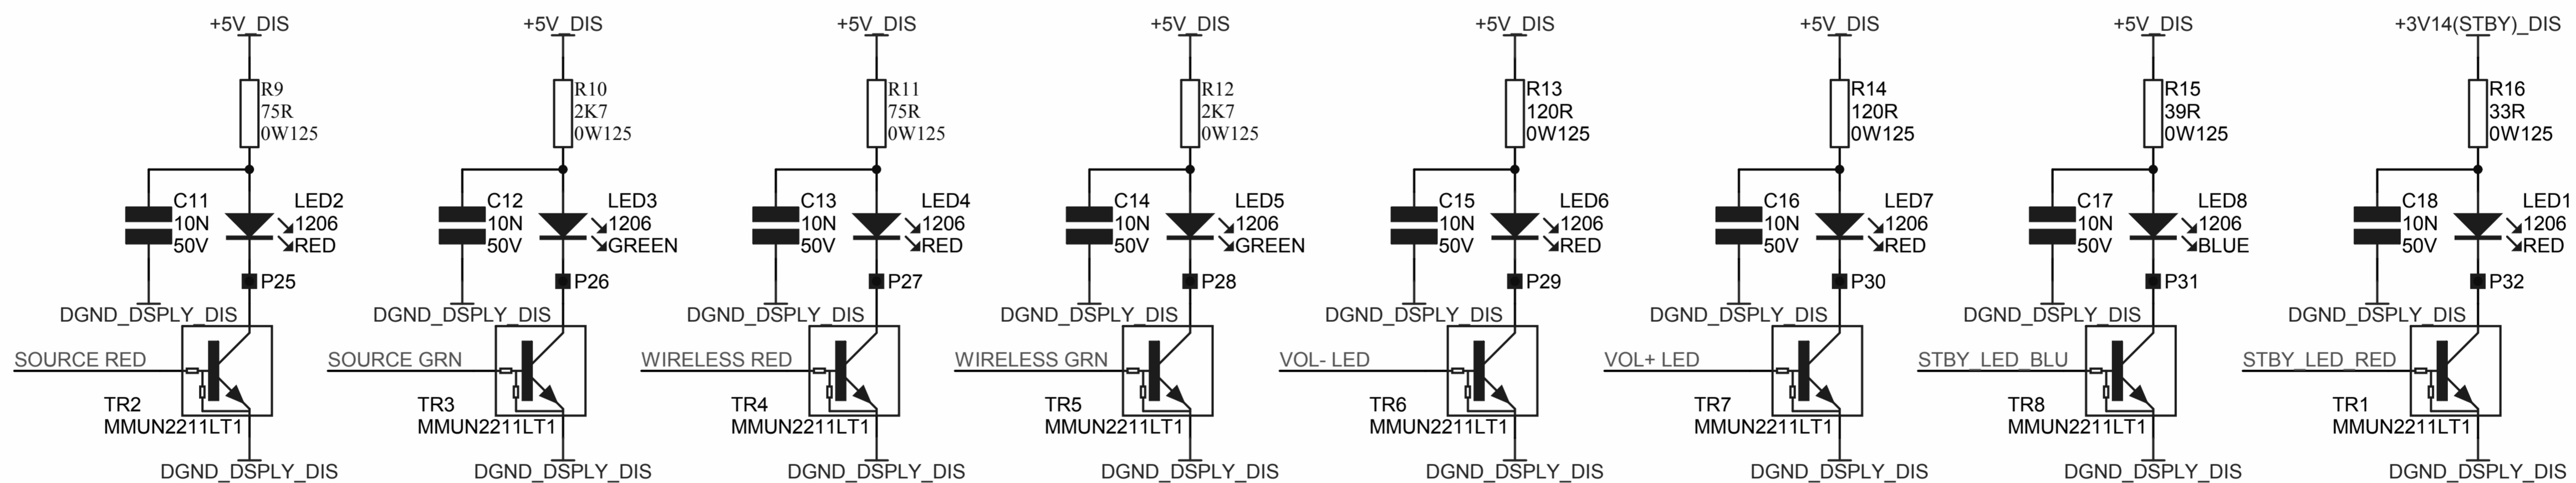 +5V_DIS
R9
75R
0W125
C11
10N
50V
LED2
1206
RED
P25
DGND_DSPLY_DIS
SOURCE RED
TR2
MMUN2211LT1
DGND_DSPLY_DIS
+5V_DIS
R10
2K7
0W125
C12
10N
50V
LED3
1206
GREEN
P26
DGND_DSPLY_DIS
SOURCE GRN
TR3
MMUN2211LT1
DGND_DSPLY_DIS
+5V_DIS
R11
75R
0W125
C13
10N
50V
LED4
1206
RED
P27
DGND_DSPLY_DIS
WIRELESS RED
TR4
MMUN2211LT1
DGND_DSPLY_DIS
+5V_DIS
R12
2K7
0W125
C14
10N
50V
LED5
1206
GREEN
P28
DGND_DSPLY_DIS
WIRELESS GRN
TR5
MMUN2211LT1
DGND_DSPLY_DIS
+5V_DIS
R13
120R
0W125
C15
10N
50V
LED6
1206
RED
P29
DGND_DSPLY_DIS
VOL- LED
TR6
MMUN2211LT1
DGND_DSPLY_DIS
+5V_DIS
R14
120R
0W125
C16
10N
50V
LED7
1206
RED
P30
DGND_DSPLY_DIS
VOL+ LED
TR7
MMUN2211LT1
DGND_DSPLY_DIS
+5V_DIS
R15
39R
0W125
C17
10N
50V
LED8
1206
BLUE
P31
DGND_DSPLY_DIS
STBY_LED_BLU
TR8
MMUN2211LT1
DGND_DSPLY_DIS
+3V14(STBY)_DIS
R16
33R
0W125
C18
10N
50V
LED1
1206
RED
P32
DGND_DSPLY_DIS
STBY_LED_RED
TR1
MMUN2211LT1
DGND_DSPLY_DIS